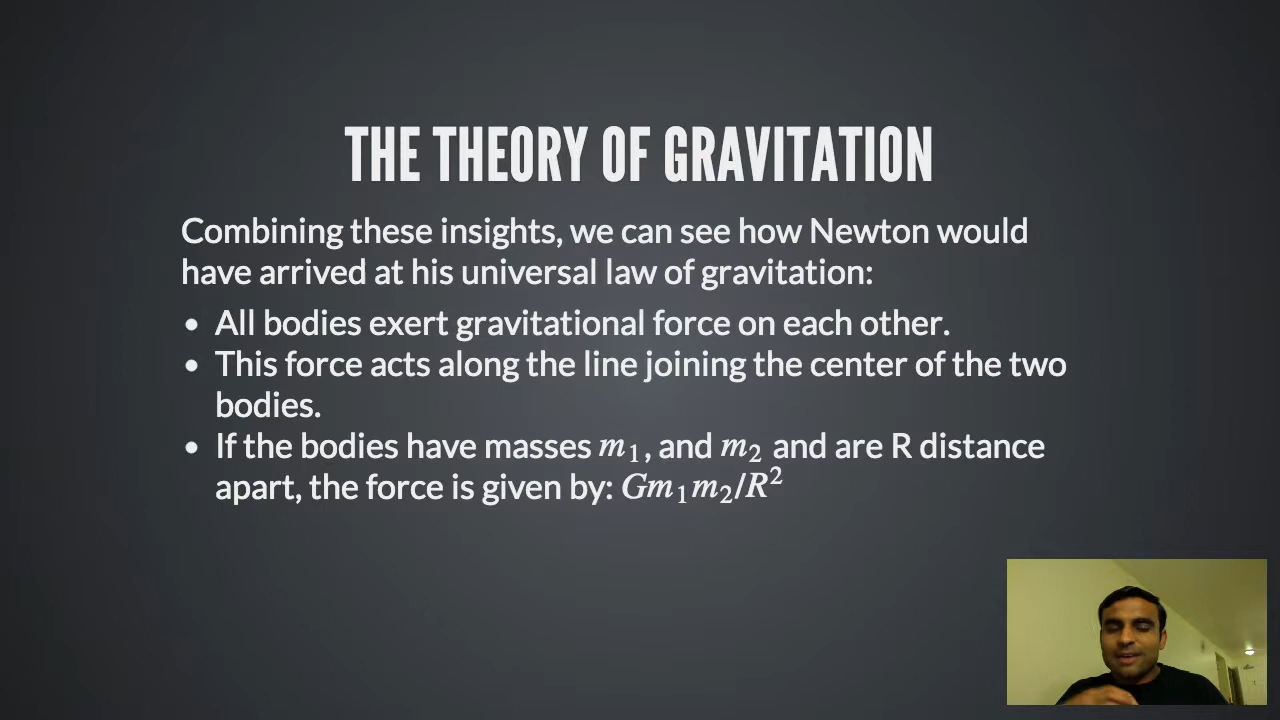 THE THEORY OF GRAVITATION
Combining these insights, we can see how Newton would
have arrived at his universal law of gravitation:
• All bodies exert gravitational force on each other.
• This force acts along the line joining the center of the two
bodies.
• If the bodies have masses m₁, and m₂ and are R distance
apart, the force is given by: Gm₁m₂/R²